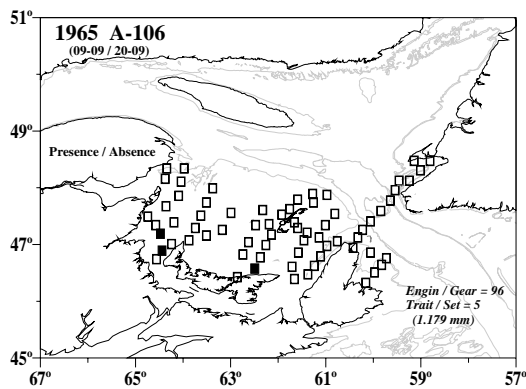 51º
1965 A-106
(09-09 / 20-09)
49º
Presence / Absence
47º
Engin / Gear = 96
Trait / Set = 5
(1.179 mm)
45º
67º 65º 63º 61º 59º 57º